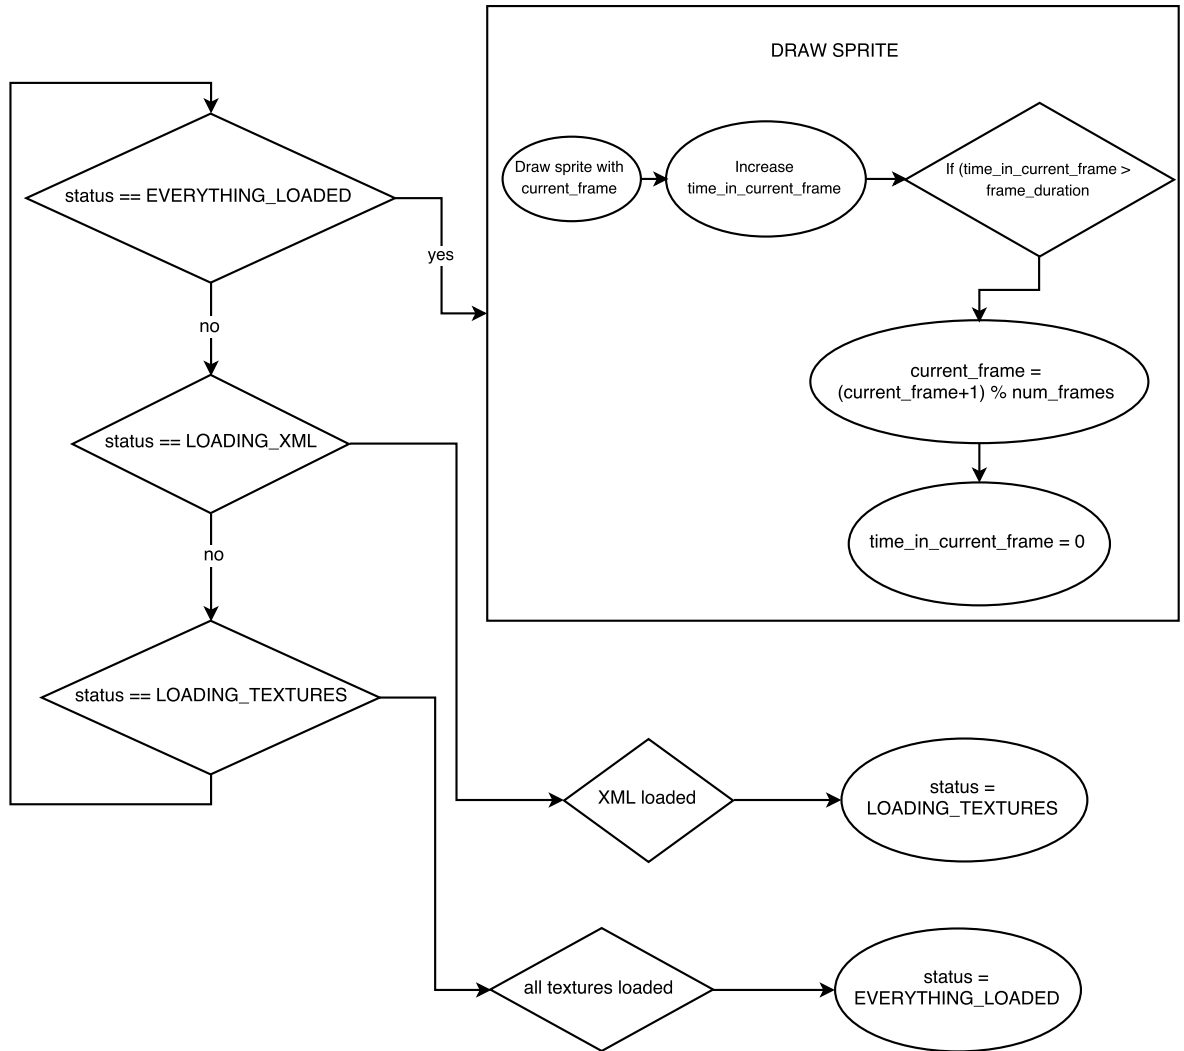 DRAW SPRITE
Draw sprite with
current_frame
Increase
time_in_current_frame
If (time_in_current_frame >
frame_duration
status == EVERYTHING_LOADED
yes
no
current_frame =
(current_frame+1) % num_frames
status == LOADING_XML
time_in_current_frame = 0
no
status == LOADING_TEXTURES
XML loaded
status =
LOADING_TEXTURES
all textures loaded
status =
EVERYTHING_LOADED